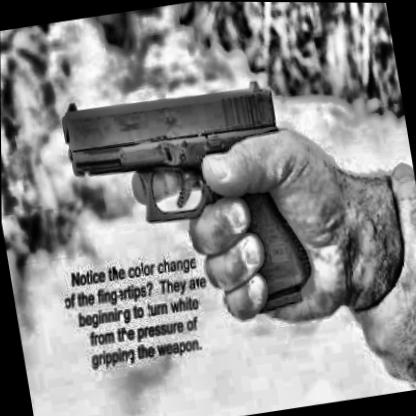 Notice the color change
of the fingertips? They are
beginning to turn white
from the pressure of
gripping the weapon.